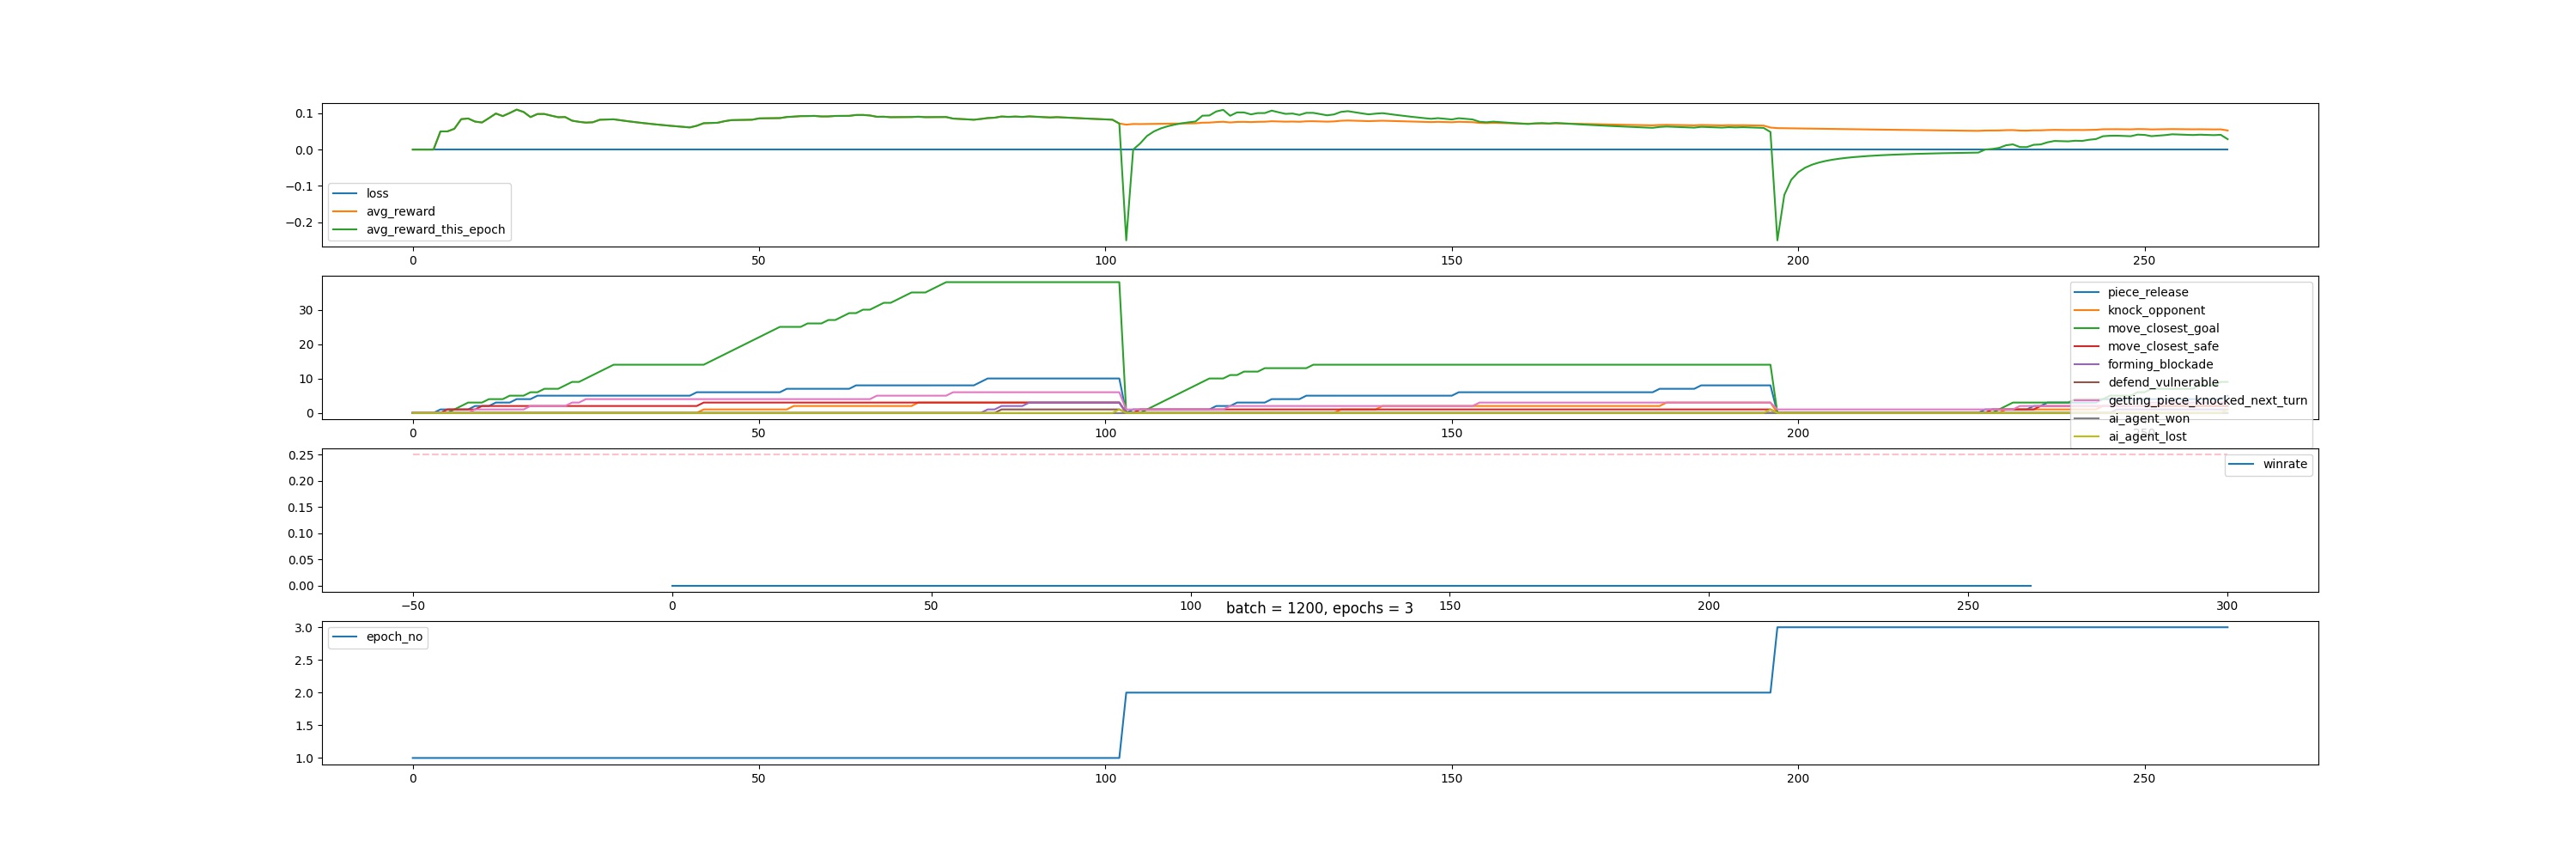 0.1
0.0
−0.1
−0.2
loss
avg_reward
avg_reward_this_epoch
0 50 100 150 200 250
30
20
10
0
piece_release
knock_opponent
move_closest_goal
move_closest_safe
forming_blockade
defend_vulnerable
getting_piece_knocked_next_turn
ai_agent_won
ai_agent_lost
0 50 100 150 200 250
0.25
0.20
0.15
0.10
0.05
0.00
winrate
−50 0 50 100 150 200 250 300
batch = 1200, epochs = 3
3.0
2.5
2.0
1.5
1.0
epoch_no
0 50 100 150 200 250